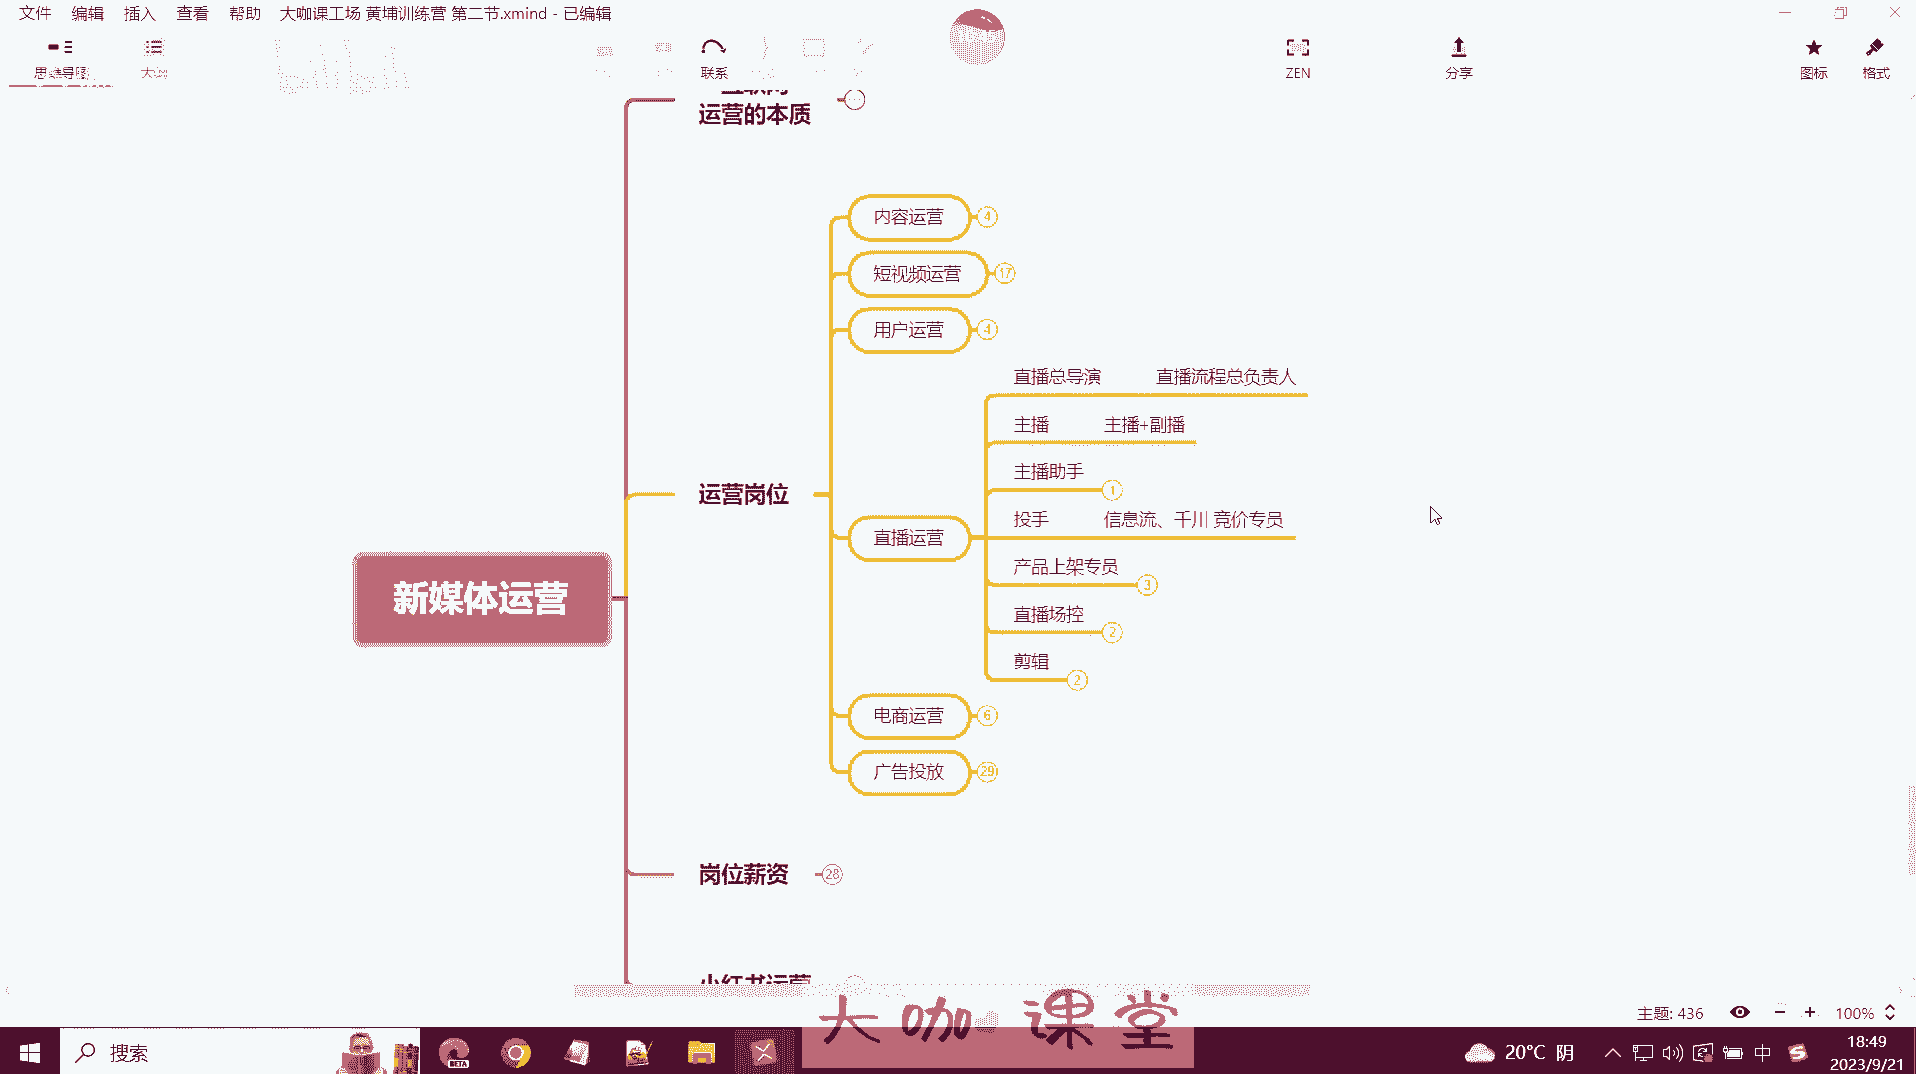 文件 编辑 插入 查看 帮助 大咖课工场 黄埔训练营 第二节.xmind - 已编辑
思维导图 大纲 联系 ZEN 分享 图标 格式
运营的本质
内容运营 4
短视频运营 17
用户运营 4
直播总导演 直播流程总负责人
主播 主播+副播
主播助手 1
运营岗位
投手 信息流、千川 竞价专员
直播运营
产品上架专员 3
直播场控 2
新媒体运营
剪辑 2
电商运营 6
广告投放 29
岗位薪资 28
小红书运营
大咖课堂
主题: 436 100%
搜索
BETA
20°C 阴
中
18:49
2023/9/21